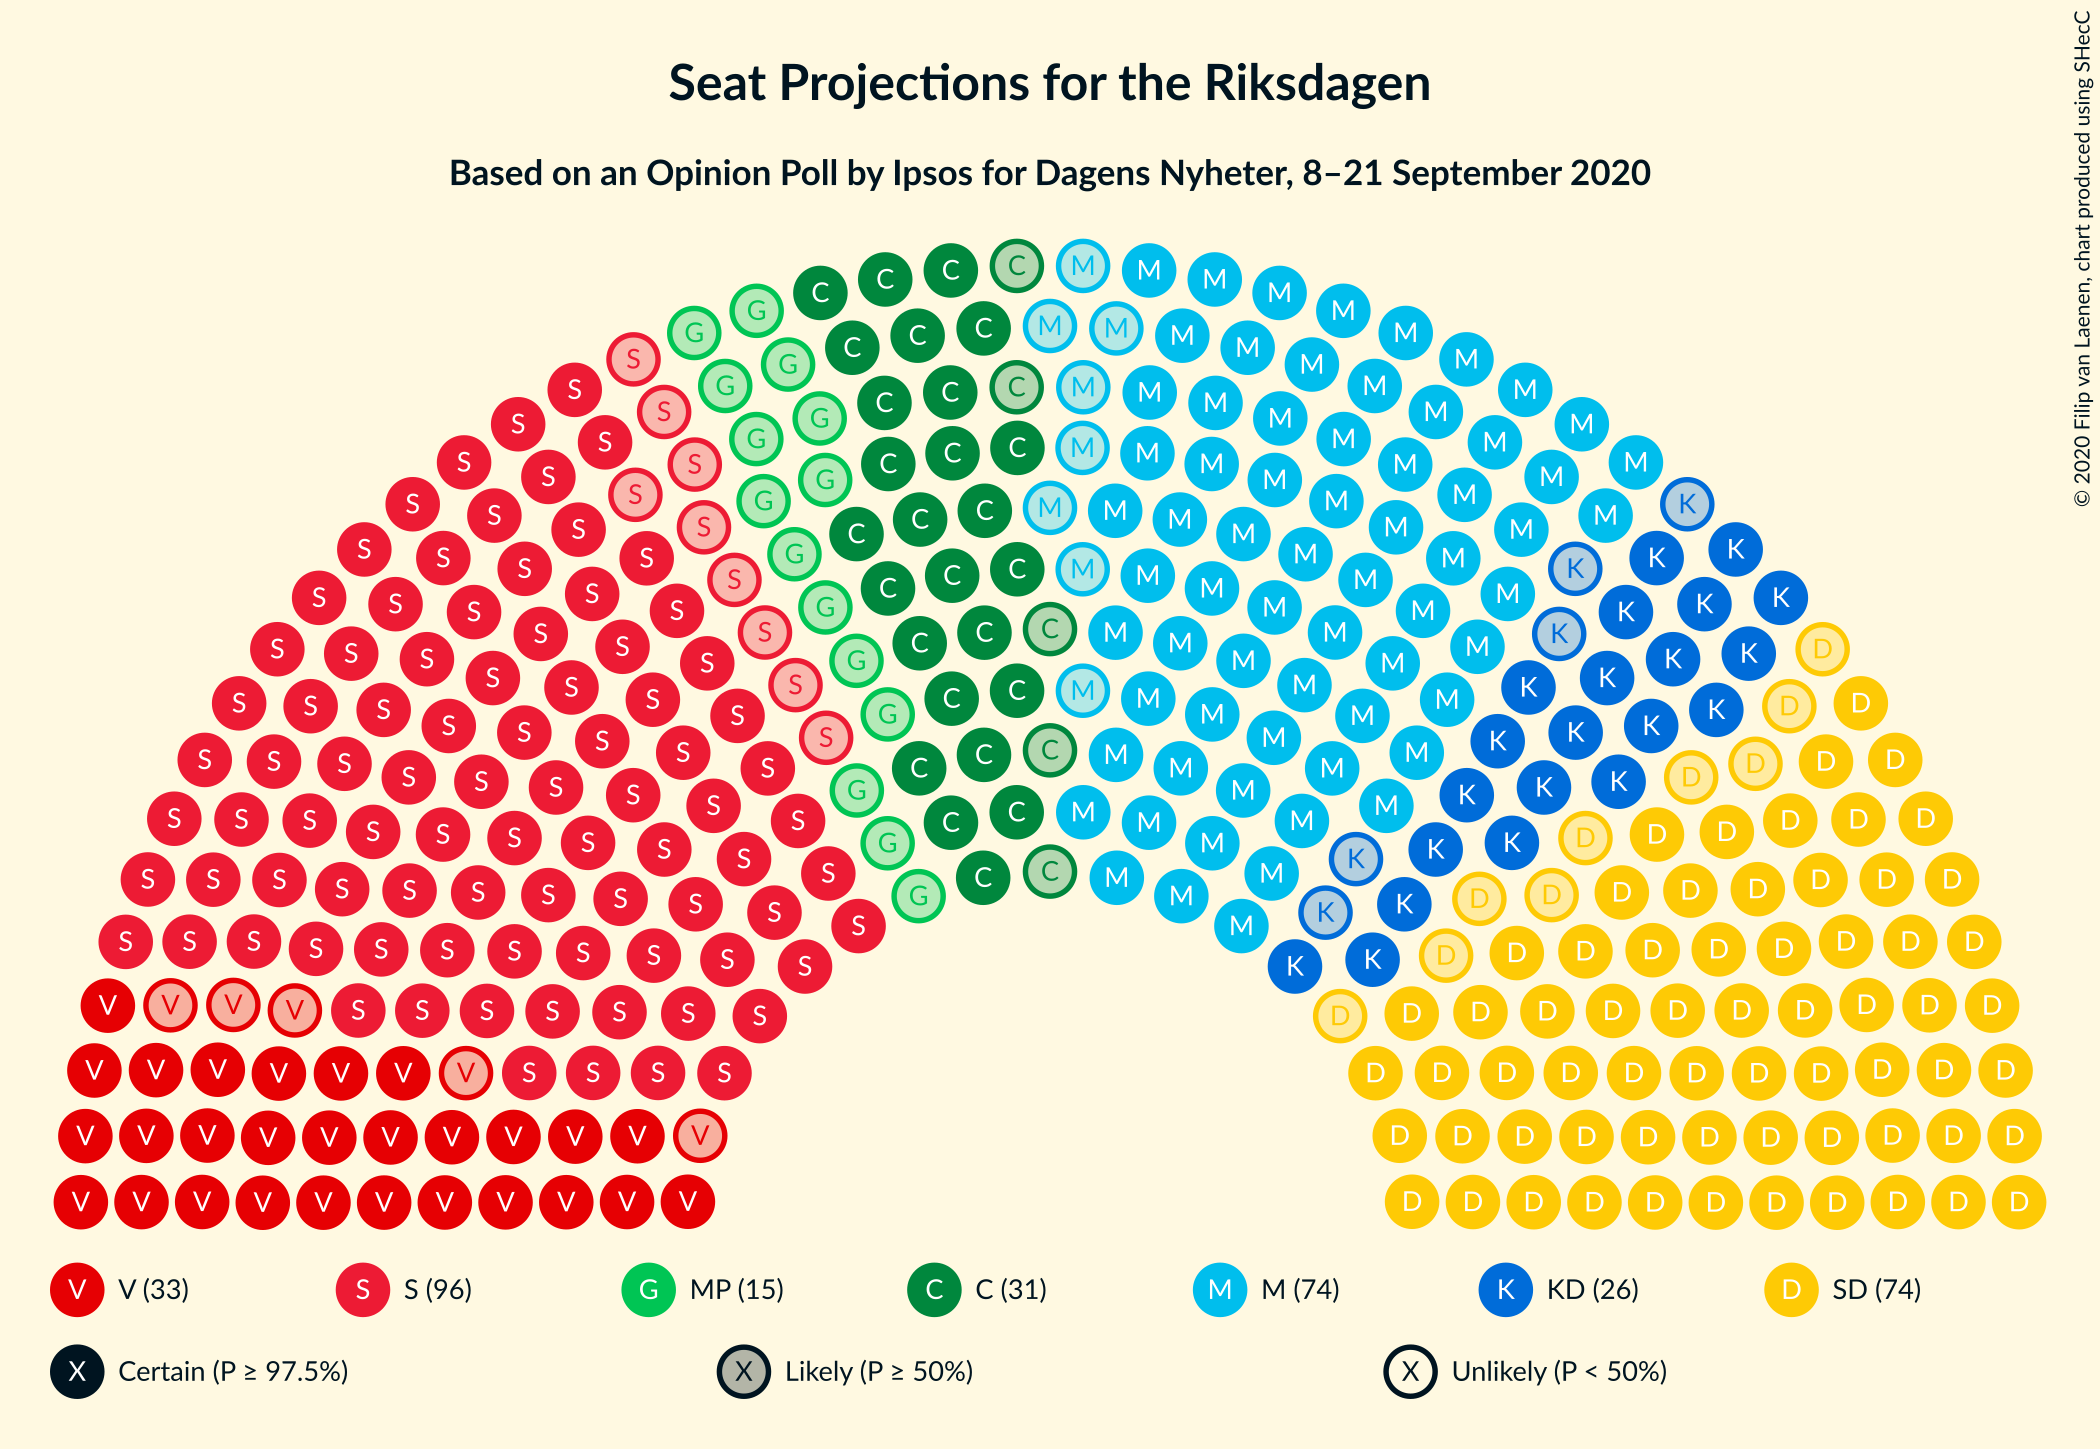 Seat Projections for the Riksdagen
Based on an Opinion Poll by Ipsos for Dagens Nyheter, 8–21 September 2020
© 2020 Filip van Laenen, chart produced using SHecC
V V (33) S S (96) G MP (15) C C (31) M M (74) K KD (26) D SD (74)
X Certain (P ≥ 97.5%) X Likely (P ≥ 50%) X Unlikely (P < 50%)